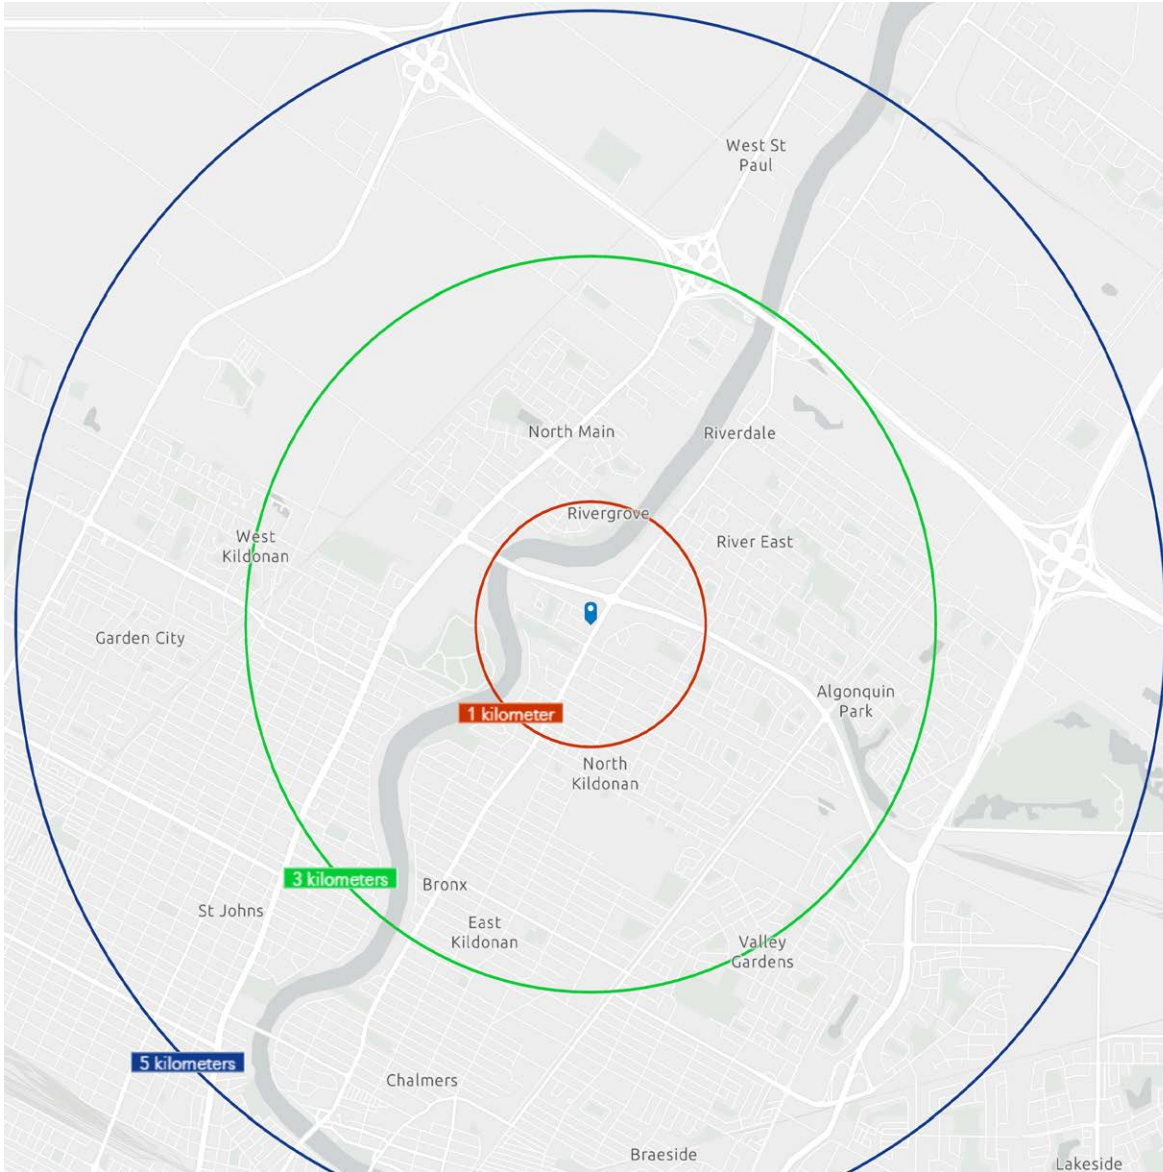 West St
Paul
North Main
Riverdale
Rivergrove
West
Kildonan
River East
Garden City
Algonquin
Park
1 kilometer
North
Kildonan
3 kilometers
Bronx
St Johns
East
Kildonan
Valley
Gardens
5 kilometers
Chalmers
Braeside
Lakeside